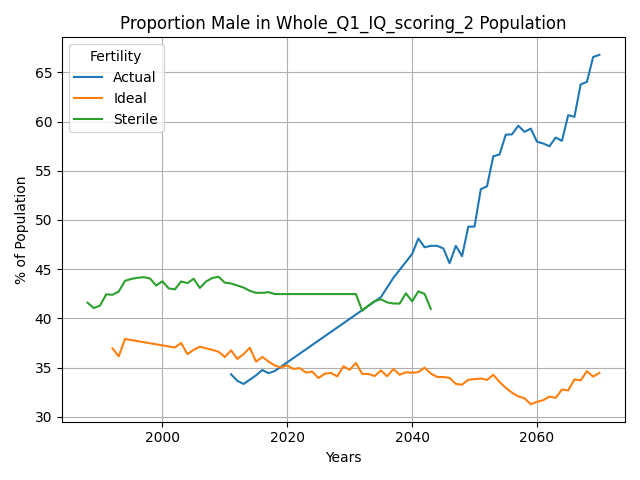 Proportion Male in Whole_Q1_IQ_scoring_2 Population
Fertility
Actual
Ideal
Sterile
% of Population
65
60
55
50
45
40
35
30
2000
2020
2040
2060
Years